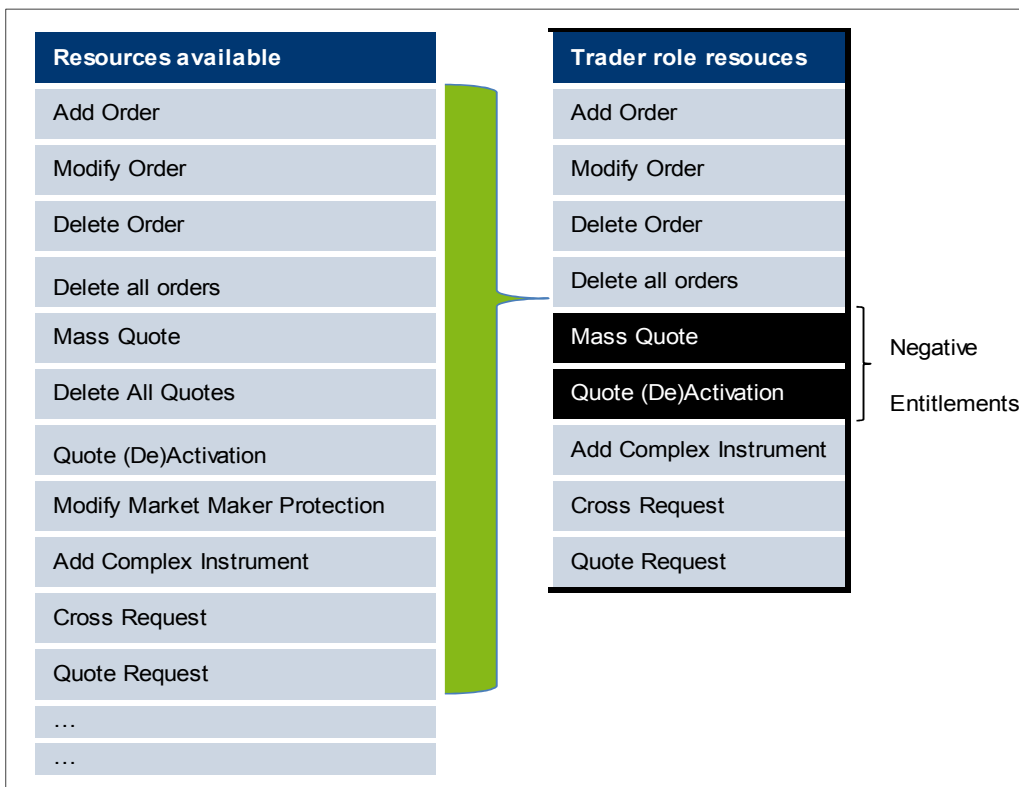 Resources available
Add Order
Modify Order
Delete Order
Delete all orders
Mass Quote
Delete All Quotes
Quote (De)Activation
Modify Market Maker Protection
Add Complex Instrument
Cross Request
Quote Request
…
…
Trader role resouces
Add Order
Modify Order
Delete Order
Delete all orders
Mass Quote
Quote (De)Activation
Add Complex Instrument
Cross Request
Quote Request
Negative
Entitlements